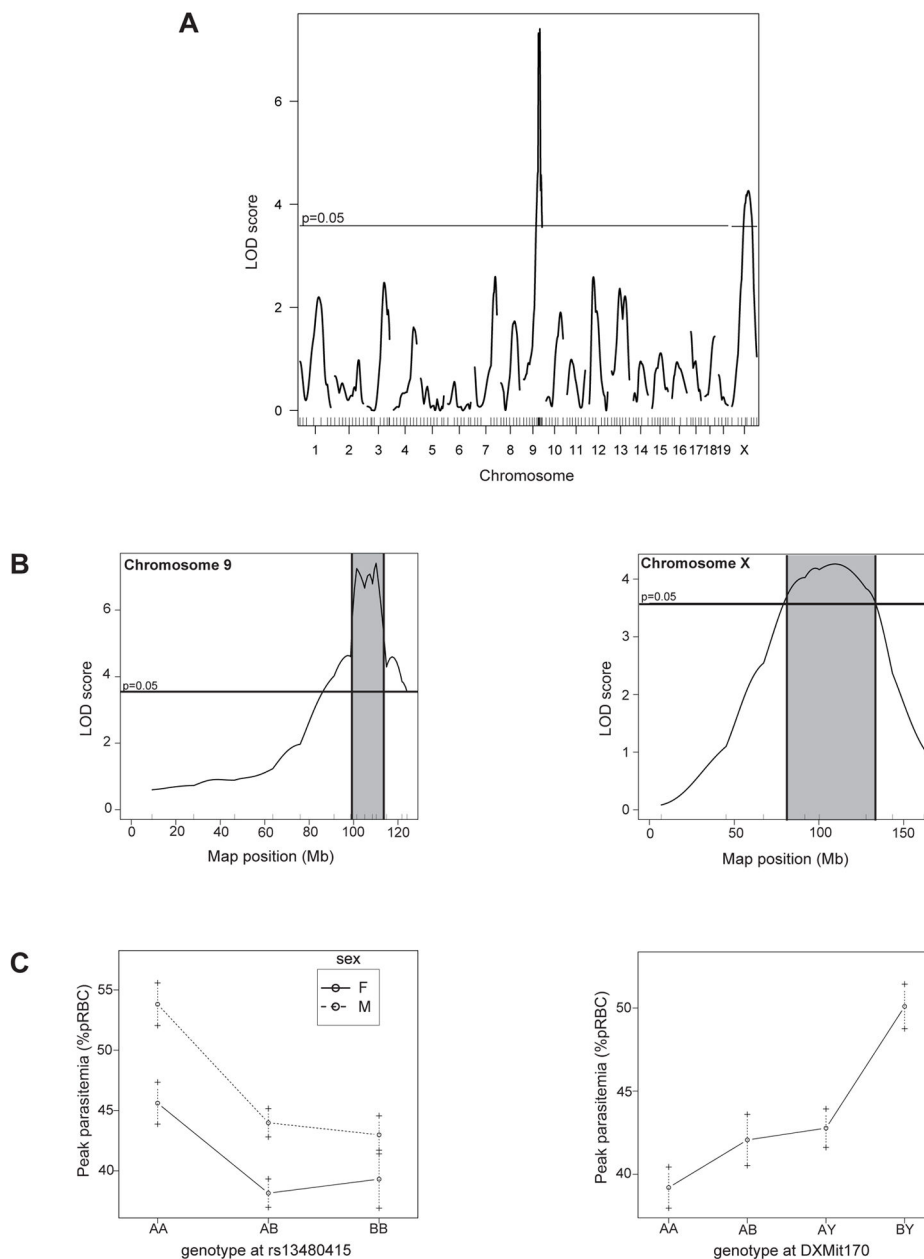 A
LOD score
6
4
2
0
p=0.05
1 2 3 4 5 6 7 8 9 10 11 12 13 14 15 16 17 18 19 X
Chromosome
B
Chromosome 9
LOD score
6
4
2
0
p=0.05
0 20 40 60 80 100 120
Map position (Mb)
Chromosome X
LOD score
4
3
2
1
0
p=0.05
0 50 100 150
Map position (Mb)
C
Peak parasitemia (%pRBC)
55
50
45
40
sex
F
M
AA AB BB
genotype at rs13480415
Peak parasitemia (%pRBC)
50
45
40
AA AB AY BY
genotype at DXMit170